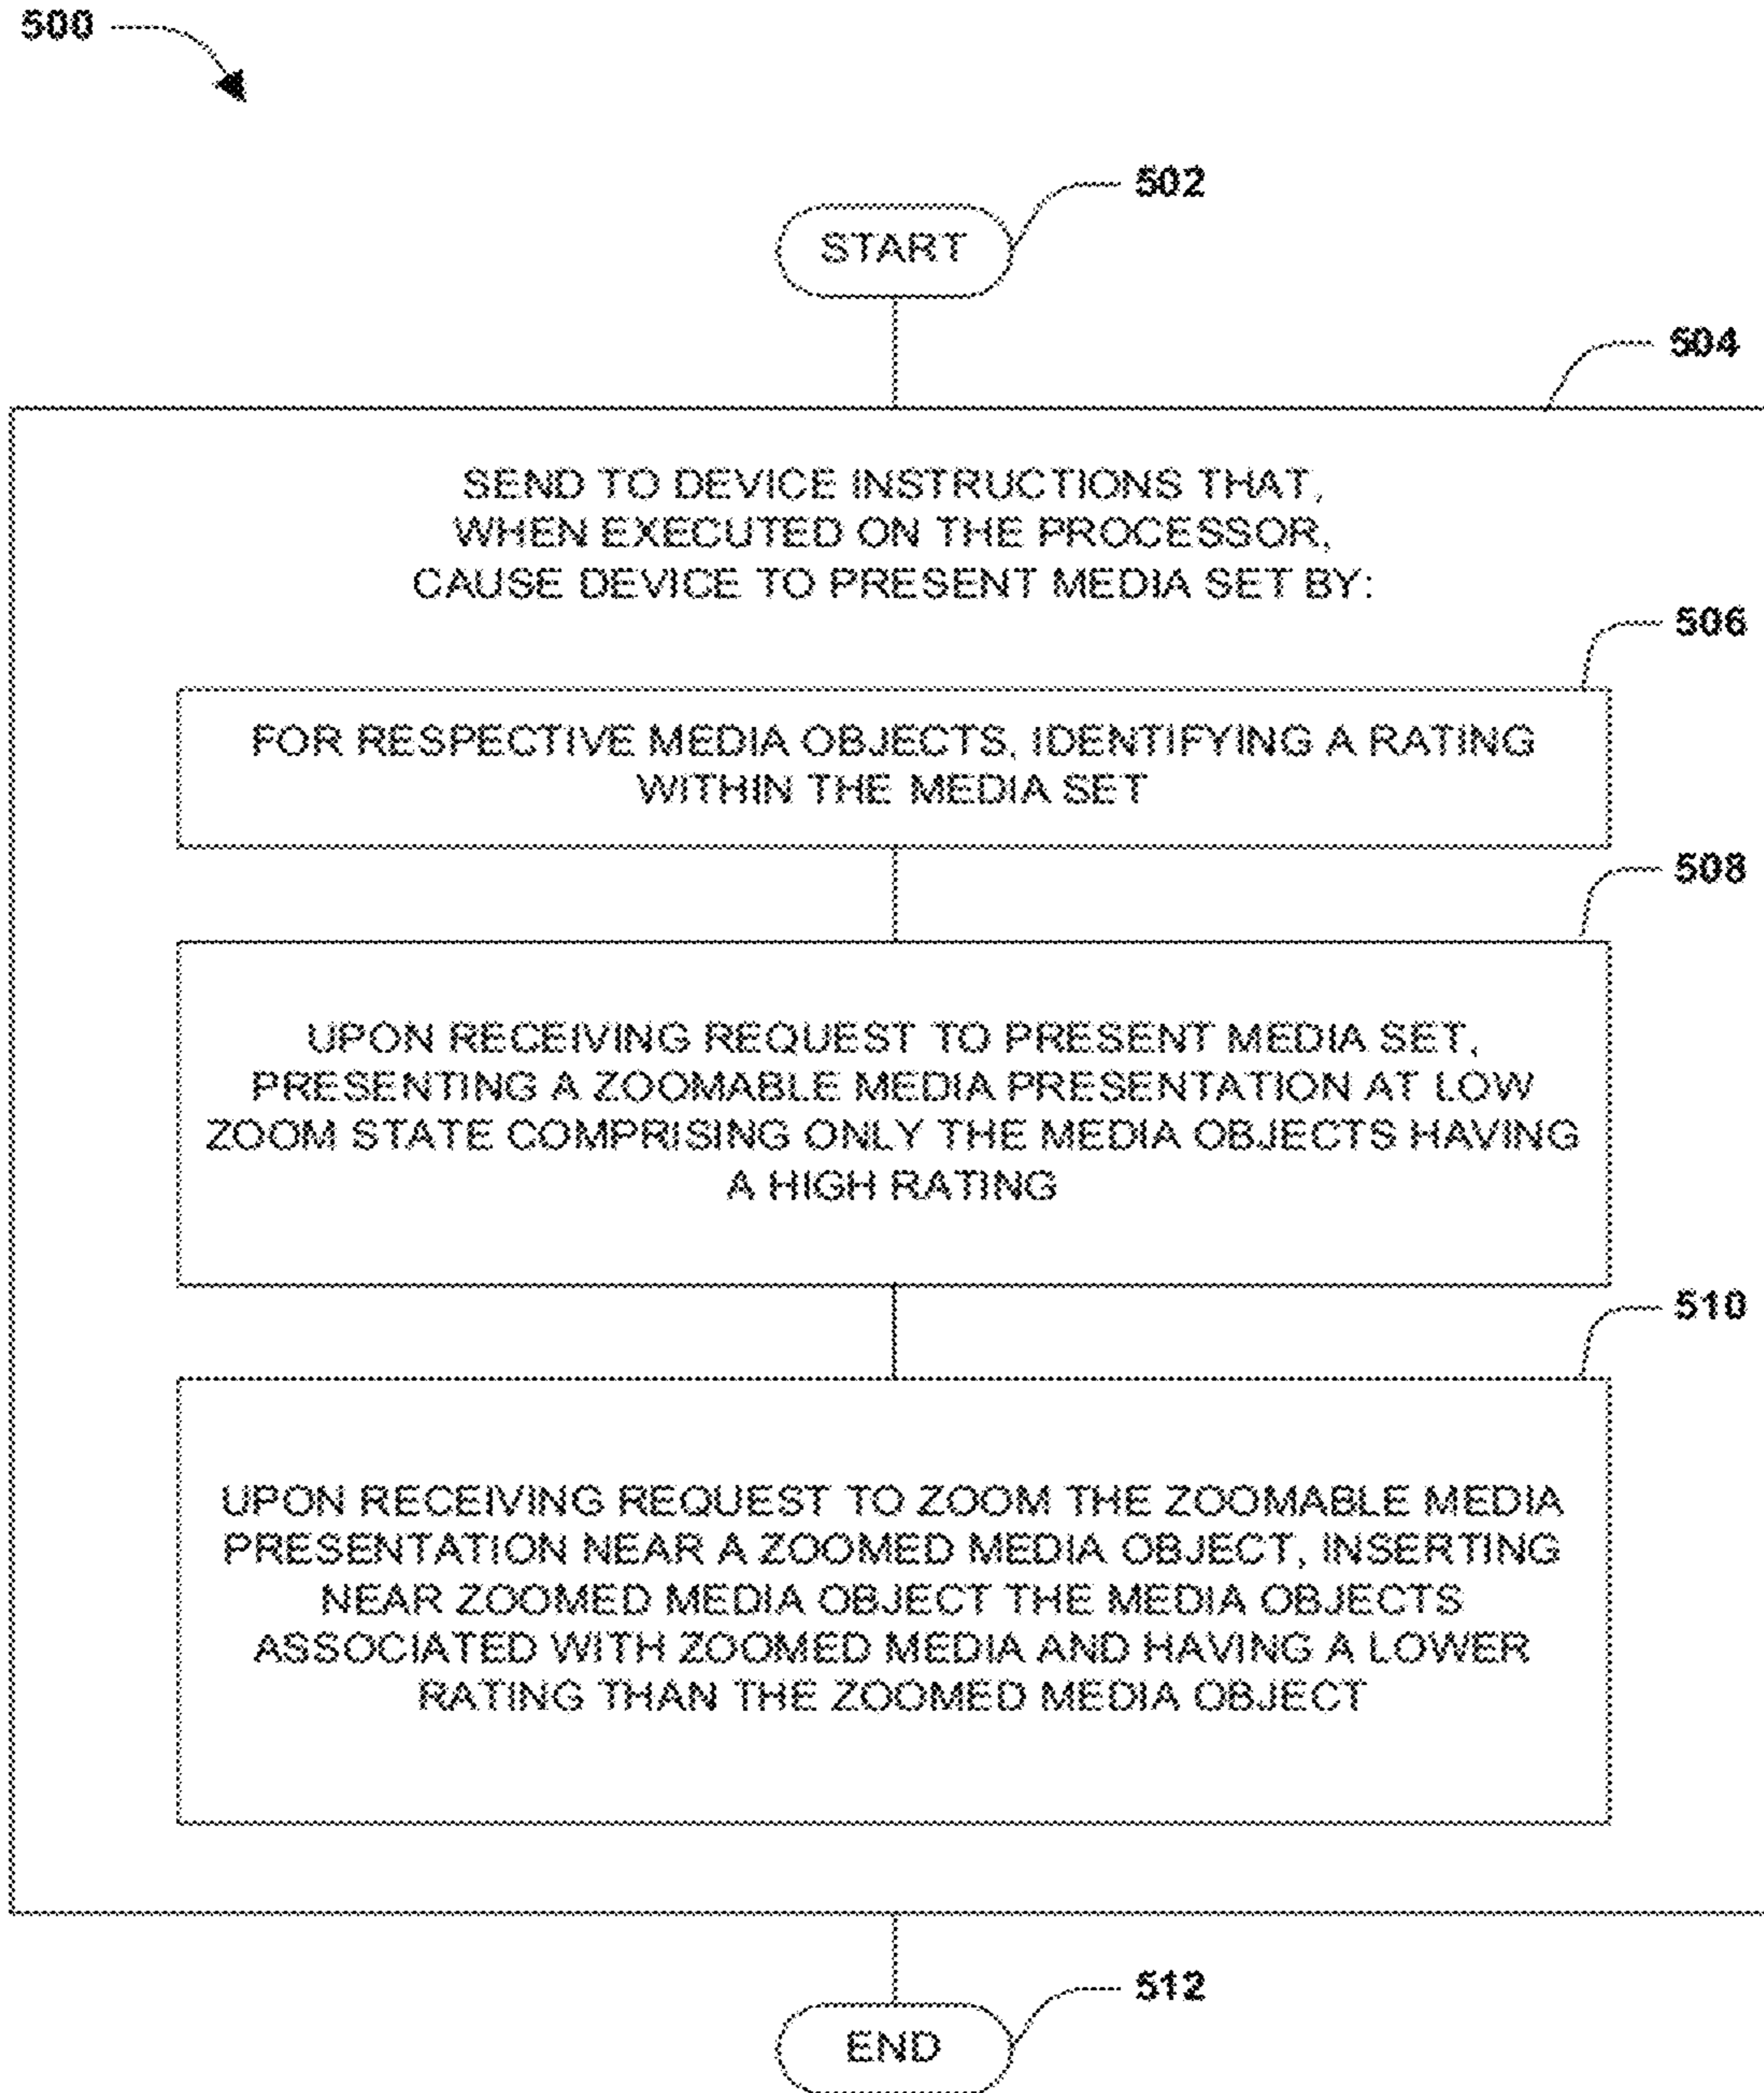 500
502
START
504
SEND TO DEVICE INSTRUCTIONS THAT,
WHEN EXECUTED ON THE PROCESSOR,
CAUSE DEVICE TO PRESENT MEDIA SET BY:
506
FOR RESPECTIVE MEDIA OBJECTS, IDENTIFYING A RATING
WITHIN THE MEDIA SET
508
UPON RECEIVING REQUEST TO PRESENT MEDIA SET,
PRESENTING A ZOOMABLE MEDIA PRESENTATION AT LOW
ZOOM STATE COMPRISING ONLY THE MEDIA OBJECTS HAVING
A HIGH RATING
510
UPON RECEIVING REQUEST TO ZOOM THE ZOOMABLE MEDIA
PRESENTATION NEAR A ZOOMED MEDIA OBJECT, INSERTING
NEAR ZOOMED MEDIA OBJECT THE MEDIA OBJECTS
ASSOCIATED WITH ZOOMED MEDIA AND HAVING A LOWER
RATING THAN THE ZOOMED MEDIA OBJECT
512
END